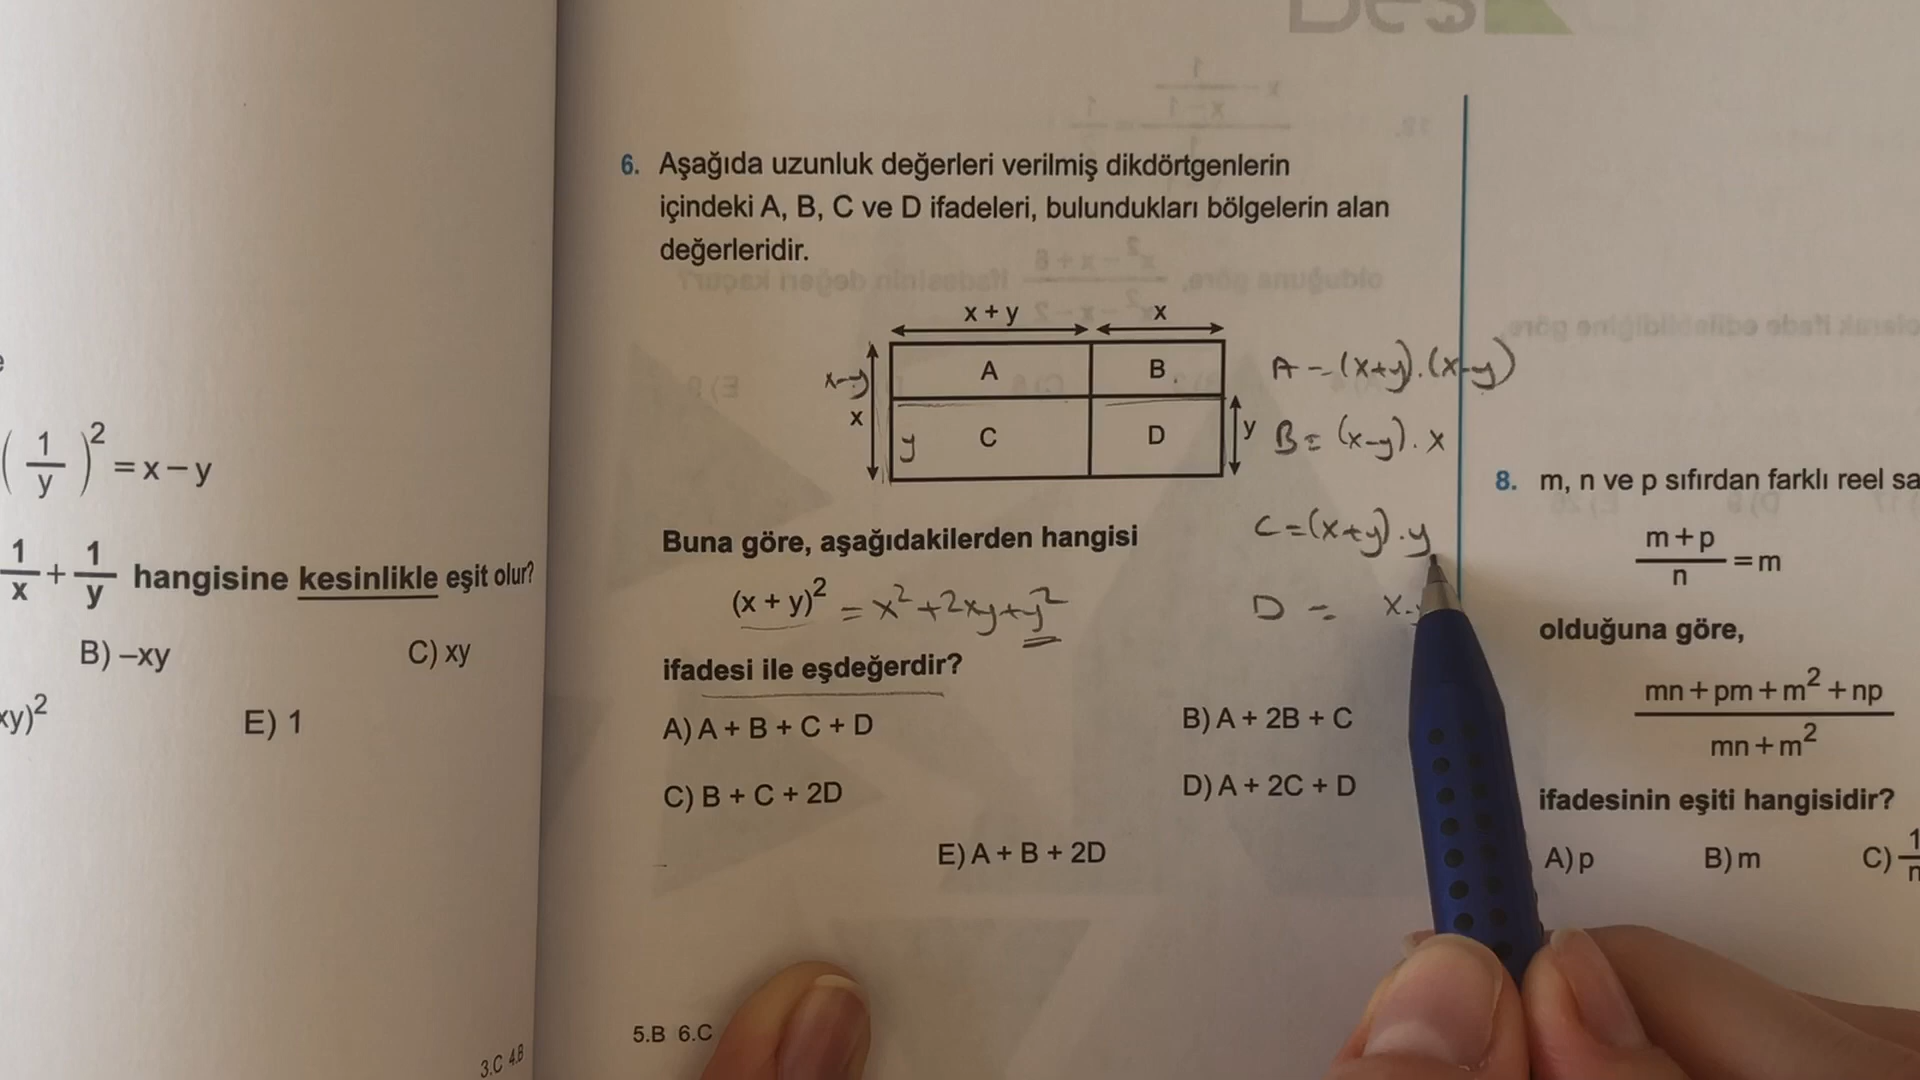 (1/y)² = x – y
1/x + 1/y hangisine kesinlikle eşit olur?
B) –xy
C) xy
xy)²
E) 1
3.C 4.B
6. Aşağıda uzunluk değerleri verilmiş dikdörtgenlerin
içindeki A, B, C ve D ifadeleri, bulundukları bölgelerin alan
değerleridir.
x + y
x
x-y
x
A
B
y
C
D
y
A = (x+y).(x-y)
B = (x-y).x
C = (x+y).y
D = x.
Buna göre, aşağıdakilerden hangisi
(x + y)² = x²+2xy+y²
ifadesi ile eşdeğerdir?
A) A + B + C + D
B) A + 2B + C
C) B + C + 2D
D) A + 2C + D
E) A + B + 2D
5.B 6.C
8. m, n ve p sıfırdan farklı reel sa
(m + p)/n = m
olduğuna göre,
(mn + pm + m² + np)/(mn + m²)
ifadesinin eşiti hangisidir?
A) p
B) m
C) 1/n